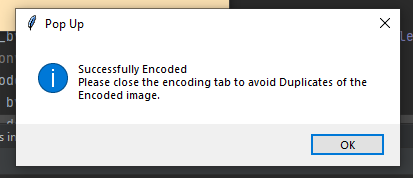 Pop Up
Successfully Encoded
Please close the encoding tab to avoid Duplicates of the
Encoded image.
OK